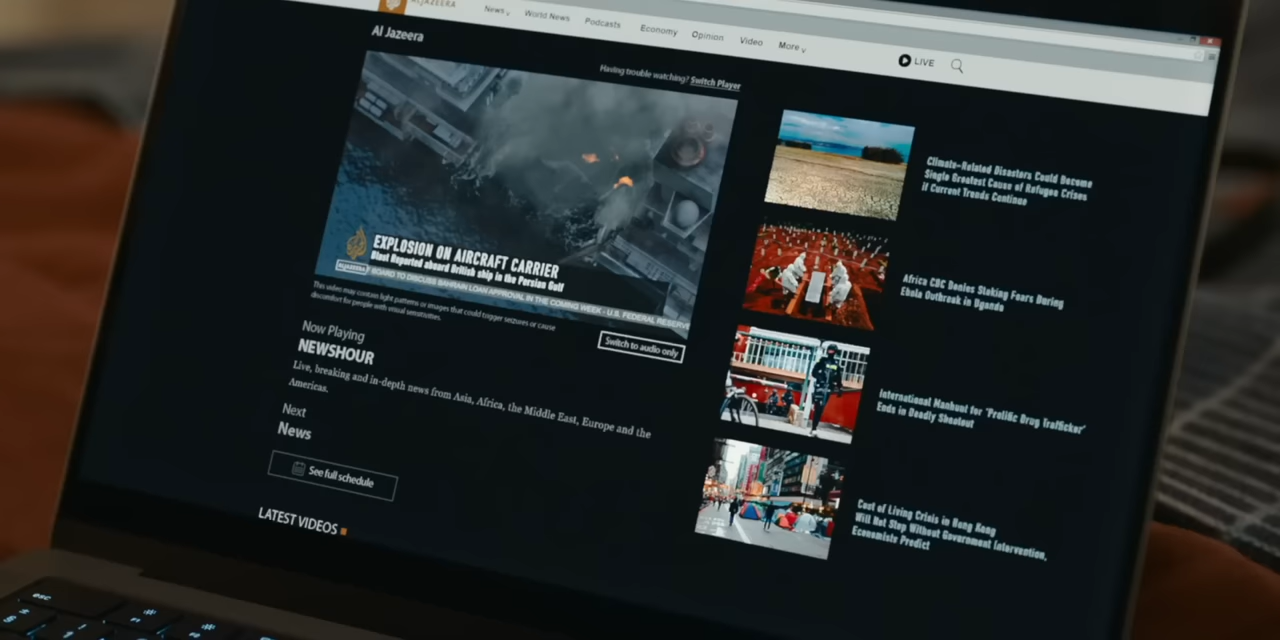 ALJAZEERA
News
World News
Podcasts
Economy
Opinion
Video
More
LIVE
Al Jazeera
Having trouble watching? Switch Player
EXPLOSION ON AIRCRAFT CARRIER
Blast Reported aboard British ship in the Persian Gulf
ALJAZEERA
BOARD TO DISCUSS BAHRAIN LOAN APPROVAL IN THE COMING WEEK - U.S. FEDERAL RESERVE
This video may contain light patterns or images that could trigger seizures or cause
discomfort for people with visual sensitivities.
Switch to audio only
Now Playing
NEWSHOUR
Live, breaking and in-depth news from Asia, Africa, the Middle East, Europe and the
Americas.
Next
News
See full schedule
LATEST VIDEOS
Climate-Related Disasters Could Become
Single Greatest Cause of Refugee Crises
if Current Trends Continue
Africa CDC Denies Stoking Fears During
Ebola Outbreak in Uganda
International Manhunt for 'Prolific Drug Trafficker'
Ends in Deadly Shootout
Cost of Living Crisis in Hong Kong
Will Not Stop Without Government Intervention,
Economists Predict
esc